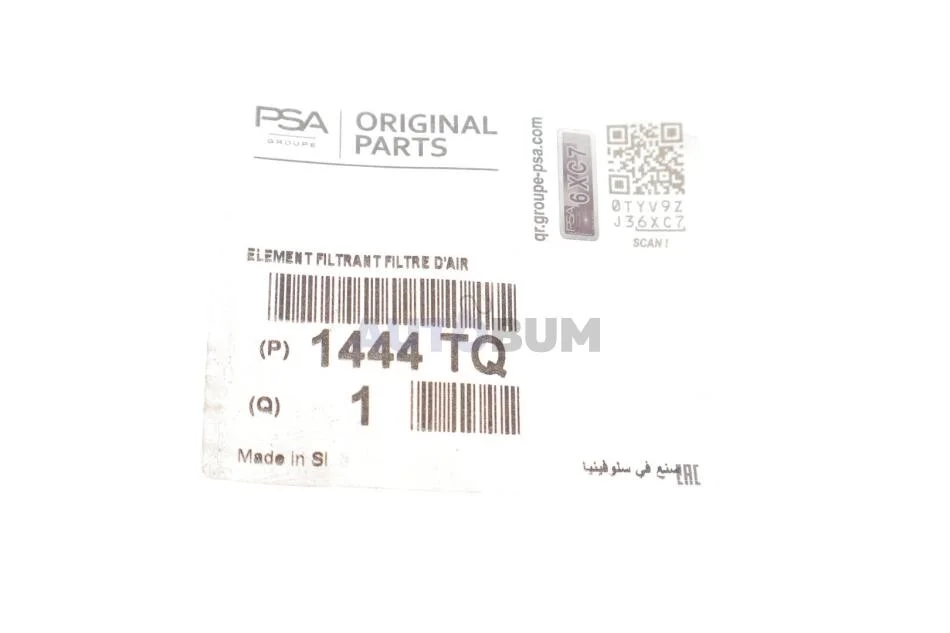 PSA
GROUPE
ORIGINAL
PARTS
qr.groupe-psa.com
PSA 6XC7
0TYV9Z
J36XC7
SCAN !
ELEMENT FILTRANT FILTRE D'AIR
AUTOBUM
(P) 1444 TQ
(Q) 1
Made in SI
صنع في سلوفينيا
EAC